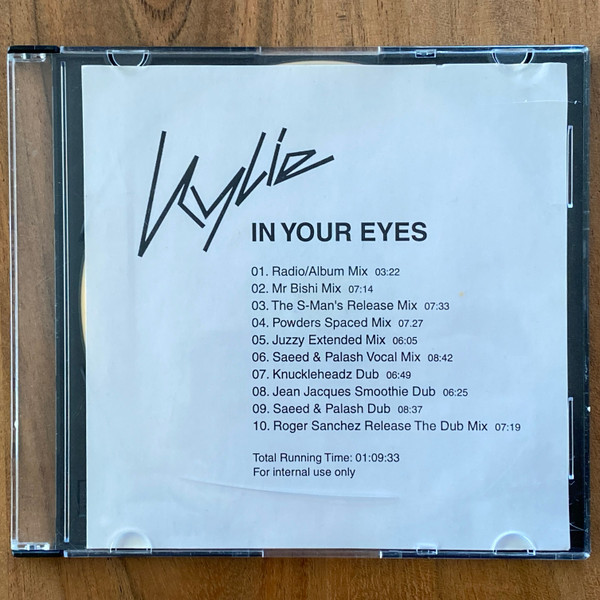 Kylie
IN YOUR EYES
01. Radio/Album Mix 03:22
02. Mr Bishi Mix 07:14
03. The S-Man's Release Mix 07:33
04. Powders Spaced Mix 07.27
05. Juzzy Extended Mix 06:05
06. Saeed & Palash Vocal Mix 08:42
07. Knuckleheadz Dub 06:49
08. Jean Jacques Smoothie Dub 06:25
09. Saeed & Palash Dub 08:37
10. Roger Sanchez Release The Dub Mix 07:19
Total Running Time: 01:09:33
For internal use only